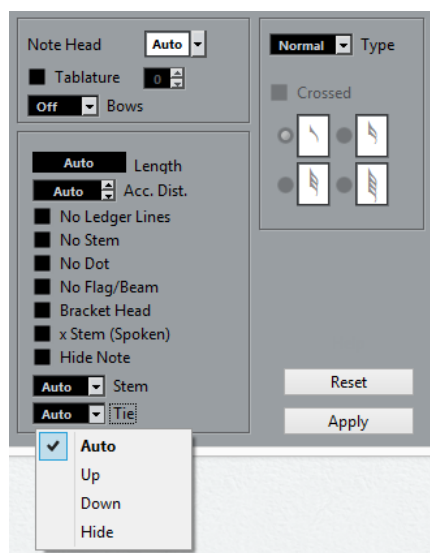 Note Head Auto
Tablature 0
Off Bows
Auto Length
Auto Acc. Dist.
No Ledger Lines
No Stem
No Dot
No Flag/Beam
Bracket Head
x Stem (Spoken)
Hide Note
Auto Stem
Auto Tie
Auto
Up
Down
Hide
Normal Type
Crossed
Reset
Apply